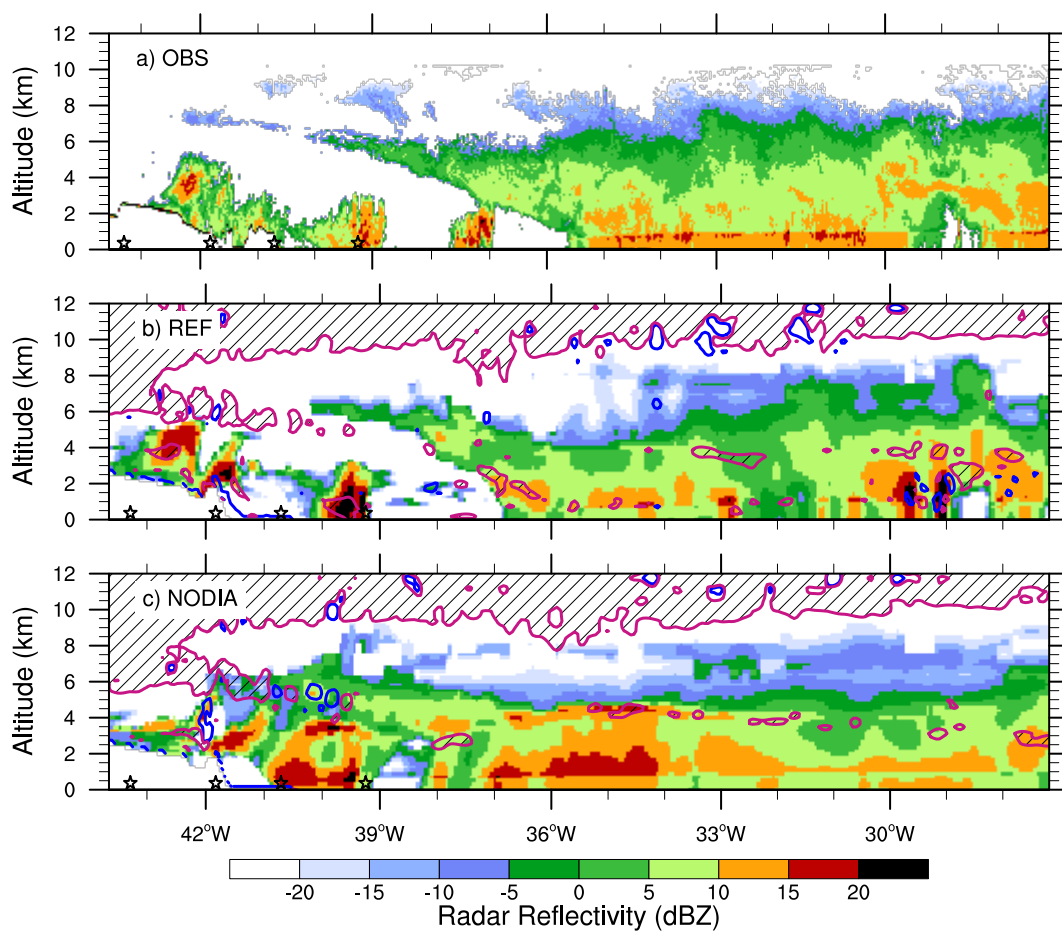 12
10
8
6
4
2
0
Altitude (km)
a) OBS
12
10
8
6
4
2
0
Altitude (km)
b) REF
12
10
8
6
4
2
0
Altitude (km)
c) NODIA
42°W 39°W 36°W 33°W 30°W
-20 -15 -10 -5 0 5 10 15 20
Radar Reflectivity (dBZ)